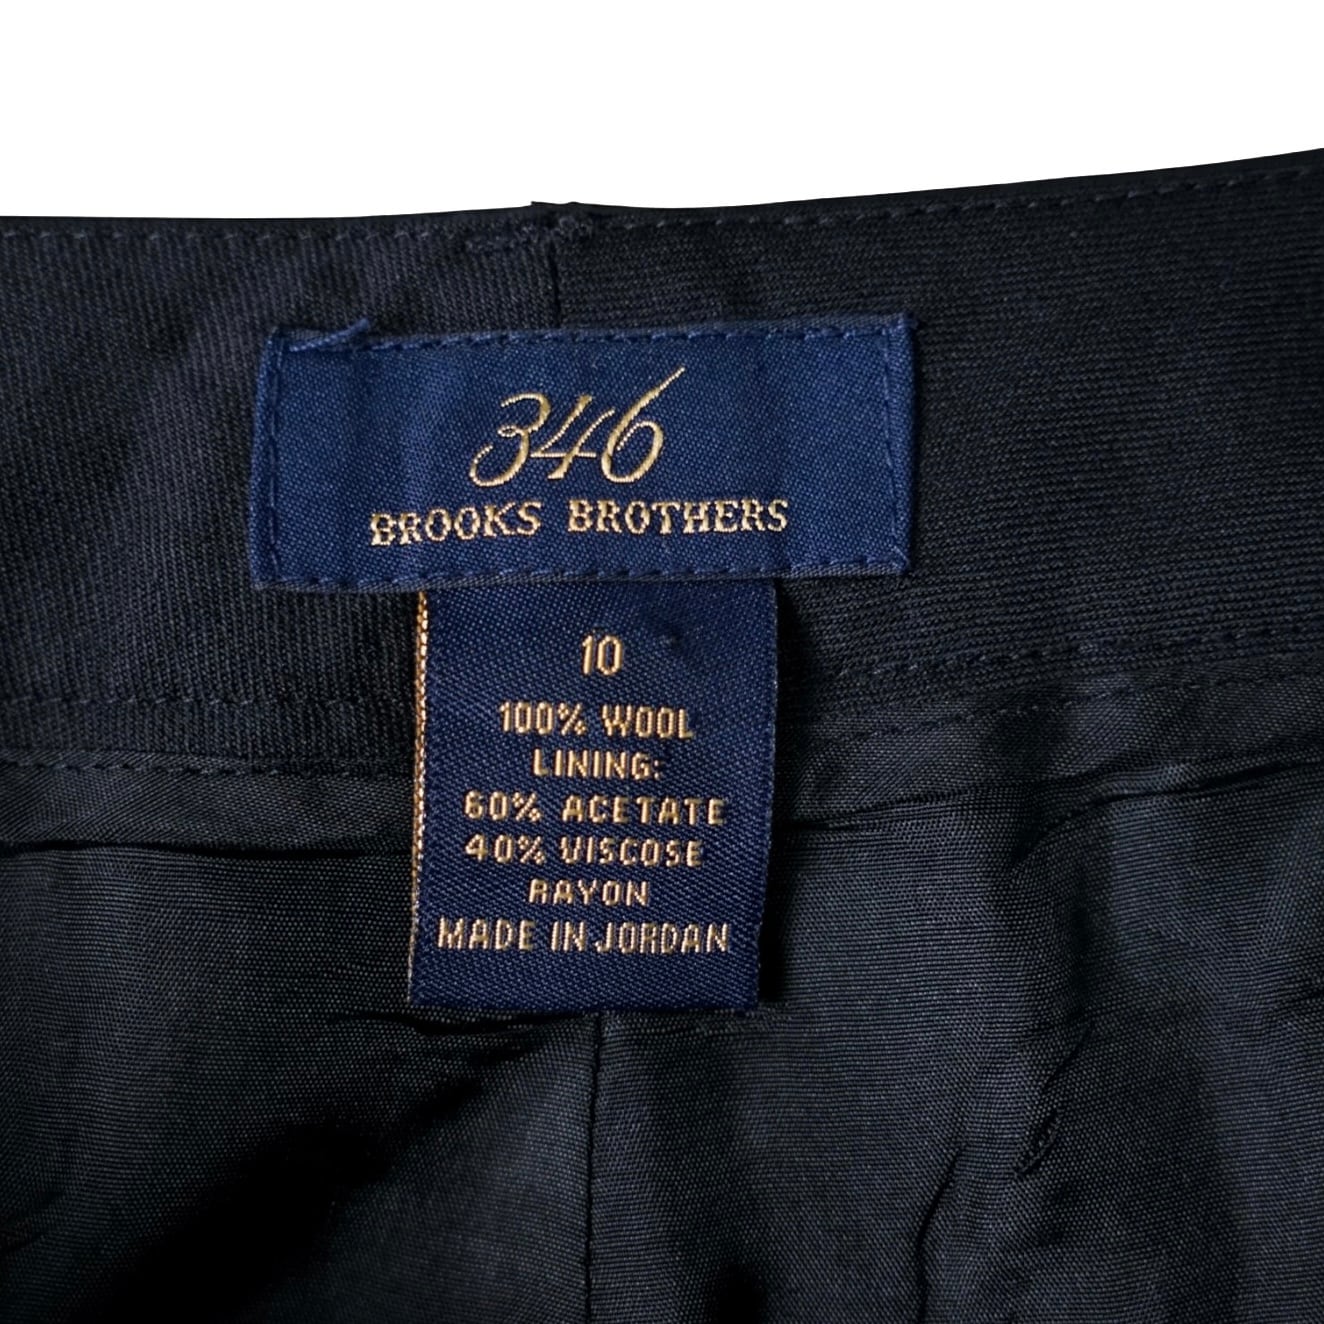 346
BROOKS BROTHERS
10
100% WOOL
LINING:
60% ACETATE
40% VISCOSE
RAYON
MADE IN JORDAN